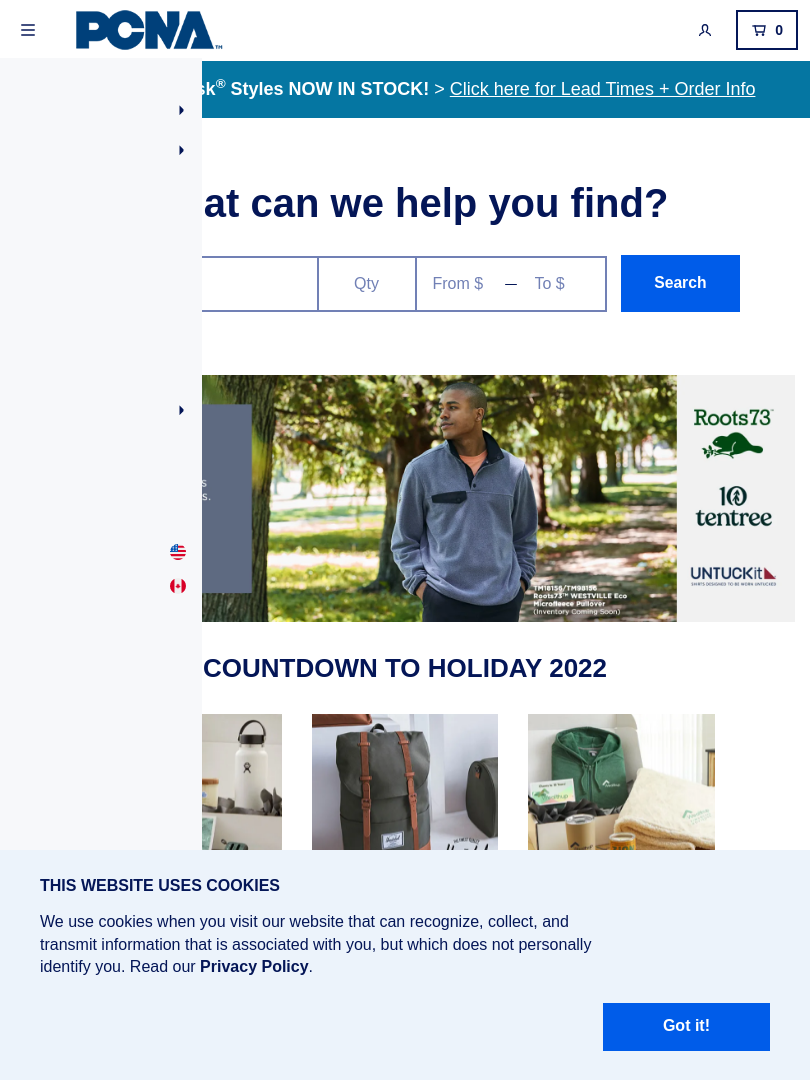 PCNA™
0
sk® Styles NOW IN STOCK! > Click here for Lead Times + Order Info
at can we help you find?
Qty
From $
To $
Search
s
s.
Roots73™
10
tentree
UNTUCKit
SHIRTS DESIGNED TO BE WORN UNTUCKED
TM18156/TM98156
Roots73™ WESTVILLE Eco
Microfleece Pullover
(Inventory Coming Soon)
COUNTDOWN TO HOLIDAY 2022
Herschel
THIS WEBSITE USES COOKIES
We use cookies when you visit our website that can recognize, collect, and
transmit information that is associated with you, but which does not personally
identify you. Read our Privacy Policy.
Got it!